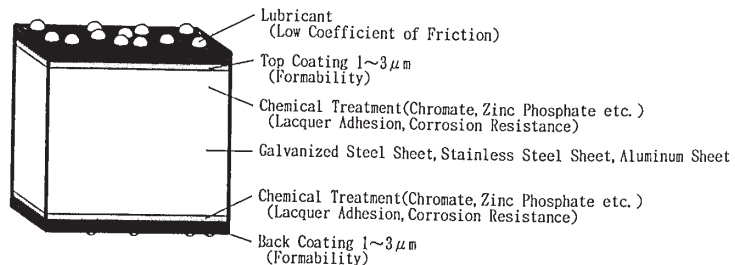 Lubricant
(Low Coefficient of Friction)
Top Coating 1~3μm
(Formability)
Chemical Treatment(Chromate, Zinc Phosphate etc.)
(Lacquer Adhesion, Corrosion Resistance)
Galvanized Steel Sheet, Stainless Steel Sheet, Aluminum Sheet
Chemical Treatment(Chromate, Zinc Phosphate etc.)
(Lacquer Adhesion, Corrosion Resistance)
Back Coating 1~3μm
(Formability)